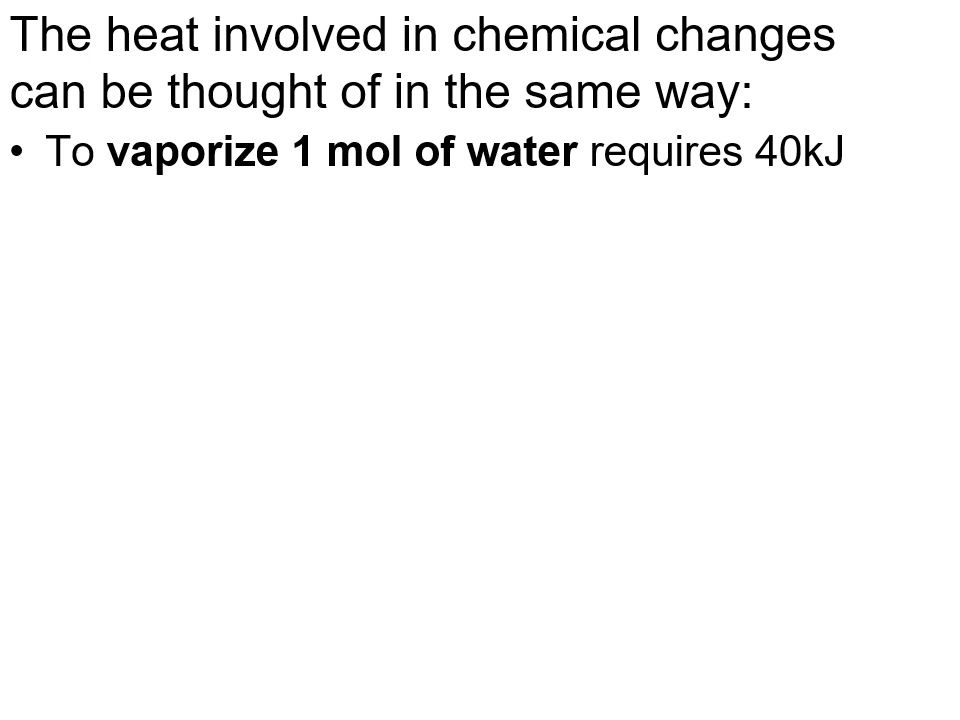 The heat involved in chemical changes
can be thought of in the same way:
• To vaporize 1 mol of water requires 40kJ